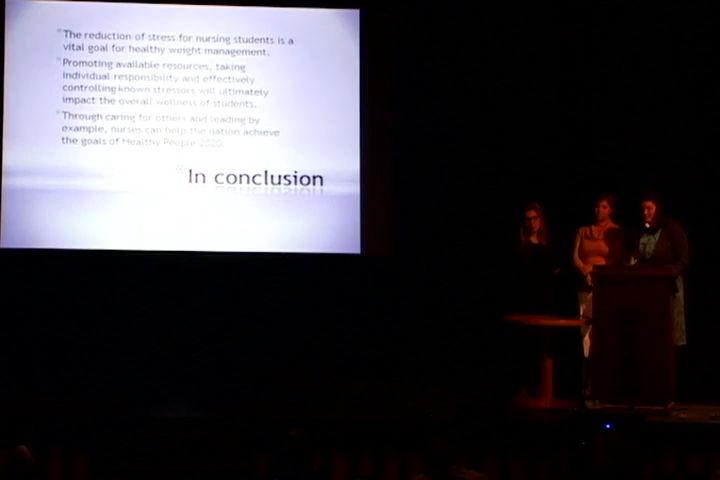 The reduction of stress for nursing students is a
vital goal for healthy weight management.
Promoting available resources, taking
individual responsibility and effectively
controlling known stressors will ultimately
impact the overall wellness of students.
Through caring for others and leading by
example, nurses can help the nation achieve
the goals of Healthy People 2020.
In conclusion